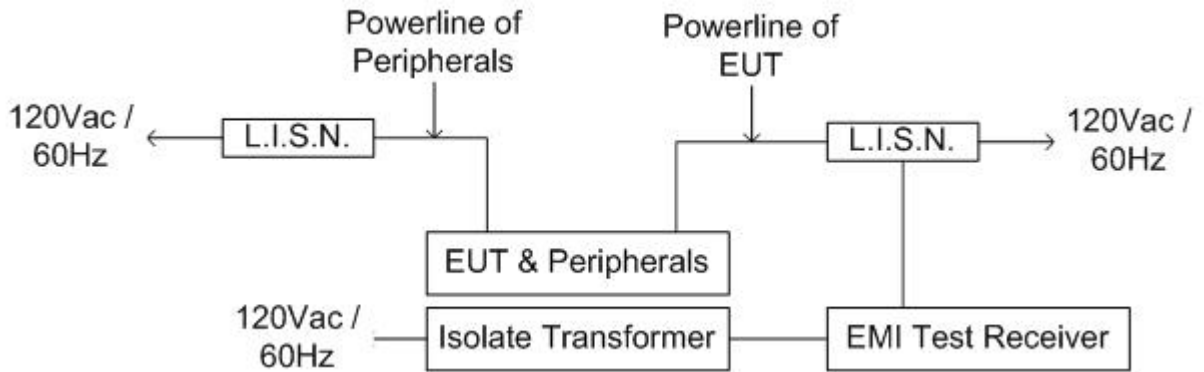 Powerline of
Peripherals
Powerline of
EUT
120Vac /
60Hz
L.I.S.N.
L.I.S.N.
120Vac /
60Hz
EUT & Peripherals
120Vac /
60Hz
Isolate Transformer
EMI Test Receiver